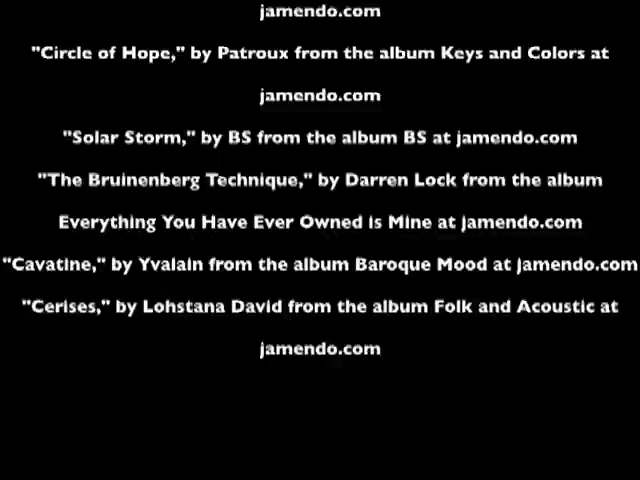 jamendo.com
"Circle of Hope," by Patroux from the album Keys and Colors at
jamendo.com
"Solar Storm," by BS from the album BS at jamendo.com
"The Bruinenberg Technique," by Darren Lock from the album
Everything You Have Ever Owned is Mine at jamendo.com
"Cavatine," by Yvalain from the album Baroque Mood at jamendo.com
"Cerises," by Lohstana David from the album Folk and Acoustic at
jamendo.com